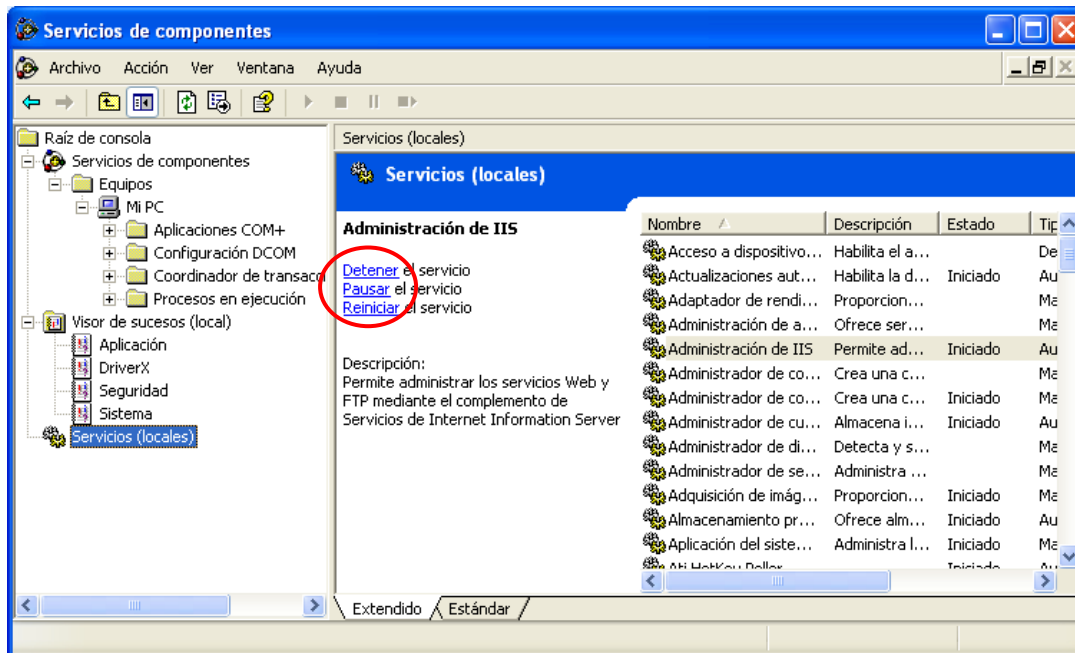 Servicios de componentes
Archivo Acción Ver Ventana Ayuda
Raíz de consola
Servicios de componentes
Equipos
Mi PC
Aplicaciones COM+
Configuración DCOM
Coordinador de transacci
Procesos en ejecución
Visor de sucesos (local)
Aplicación
DriverX
Seguridad
Sistema
Servicios (locales)
Servicios (locales)
Servicios (locales)
Administración de IIS
Detener el servicio
Pausar el servicio
Reiniciar el servicio
Descripción:
Permite administrar los servicios Web y
FTP mediante el complemento de
Servicios de Internet Information Server
Nombre Descripción Estado Tip
Acceso a dispositivo... Habilita el a... De
Actualizaciones aut... Habilita la d... Iniciado Au
Adaptador de rendi... Proporcion... Ma
Administración de a... Ofrece ser... Ma
Administración de IIS Permite ad... Iniciado Au
Administrador de co... Crea una c... Ma
Administrador de co... Crea una c... Iniciado Ma
Administrador de cu... Almacena i... Iniciado Au
Administrador de di... Detecta y s... Ma
Administrador de se... Administra ... Ma
Adquisición de imág... Proporcion... Iniciado Ma
Almacenamiento pr... Ofrece alm... Iniciado Au
Aplicación del siste... Administra l... Iniciado Ma
Ati HotKey Poller Iniciado Au
Extendido Estándar